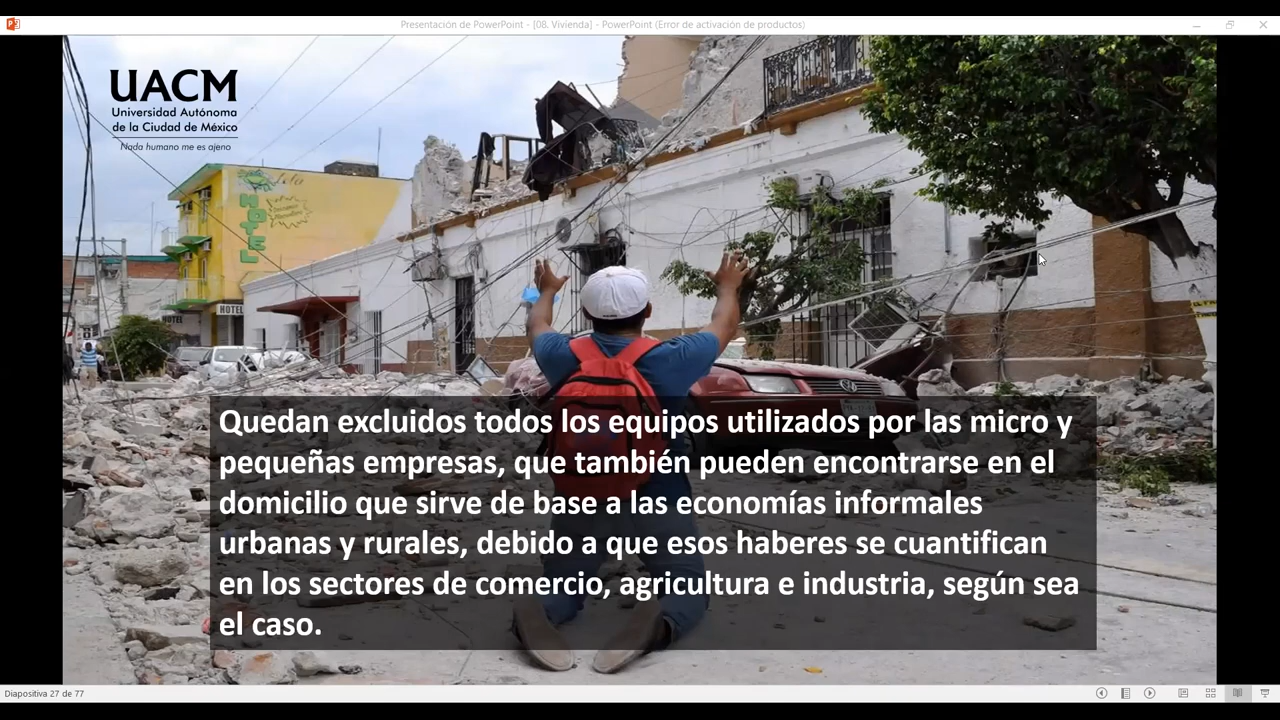 Presentación de PowerPoint - [08. Vivienda] - PowerPoint (Error de activación de productos)
UACM
Universidad Autónoma
de la Ciudad de México
Nada humano me es ajeno
HOTEL
HOTEL
HOTEL
Quedan excluidos todos los equipos utilizados por las micro y
pequeñas empresas, que también pueden encontrarse en el
domicilio que sirve de base a las economías informales
urbanas y rurales, debido a que esos haberes se cuantifican
en los sectores de comercio, agricultura e industria, según sea
el caso.
Diapositiva 27 de 77